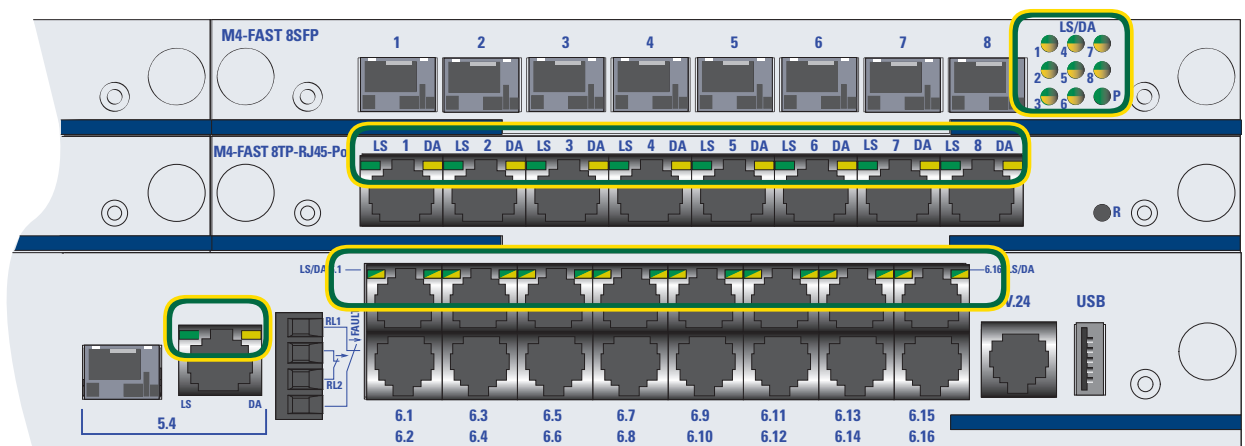 M4-FAST 8SFP
1 2 3 4 5 6 7 8
LS/DA
1 4 7
2 5 8
3 6 P
M4-FAST 8TP-RJ45-Po
LS 1 DA LS 2 DA LS 3 DA LS 4 DA LS 5 DA LS 6 DA LS 7 DA LS 8 DA
R
LS/DA .1
6.16 LS/DA
V.24
USB
RL1
FAULT
RL2
LS DA
5.4
6.1 6.3 6.5 6.7 6.9 6.11 6.13 6.15
6.2 6.4 6.6 6.8 6.10 6.12 6.14 6.16